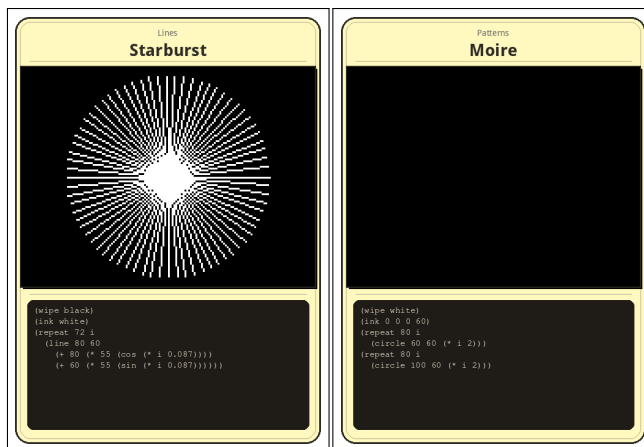 Lines
Starburst
(wipe black)
(ink white)
(repeat 72 i
(line 80 60
(+ 80 (* 55 (cos (* i 0.087))))
(+ 60 (* 55 (sin (* i 0.087))))))
Patterns
Moire
(wipe white)
(ink 0 0 0 60)
(repeat 80 i
(circle 60 60 (* i 2)))
(repeat 80 i
(circle 100 60 (* i 2)))